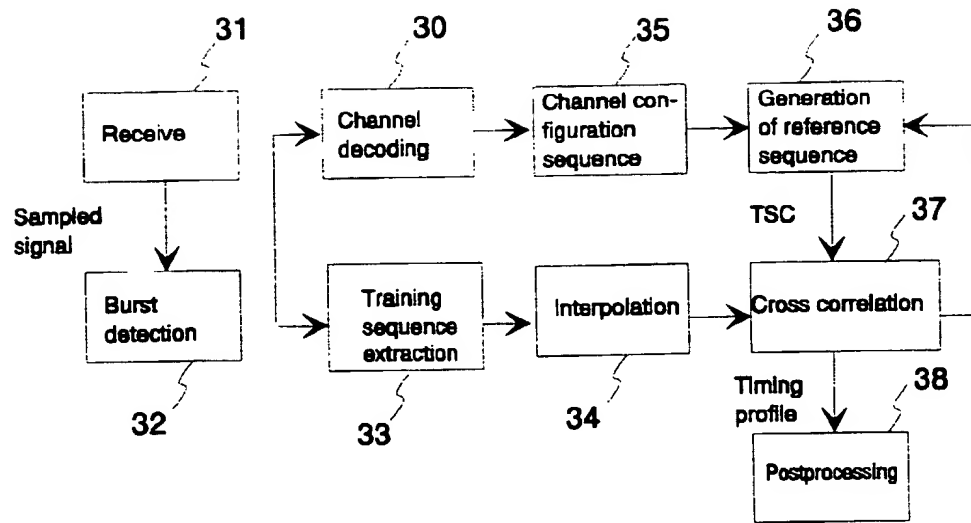 31
30
35
36
Receive
Channel
decoding
Channel con-
figuration
sequence
Generation
of reference
sequence
Sampled
signal
TSC
37
Burst
detection
Training
sequence
extraction
Interpolation
Cross correlation
32
33
34
Timing
profile
38
Postprocessing